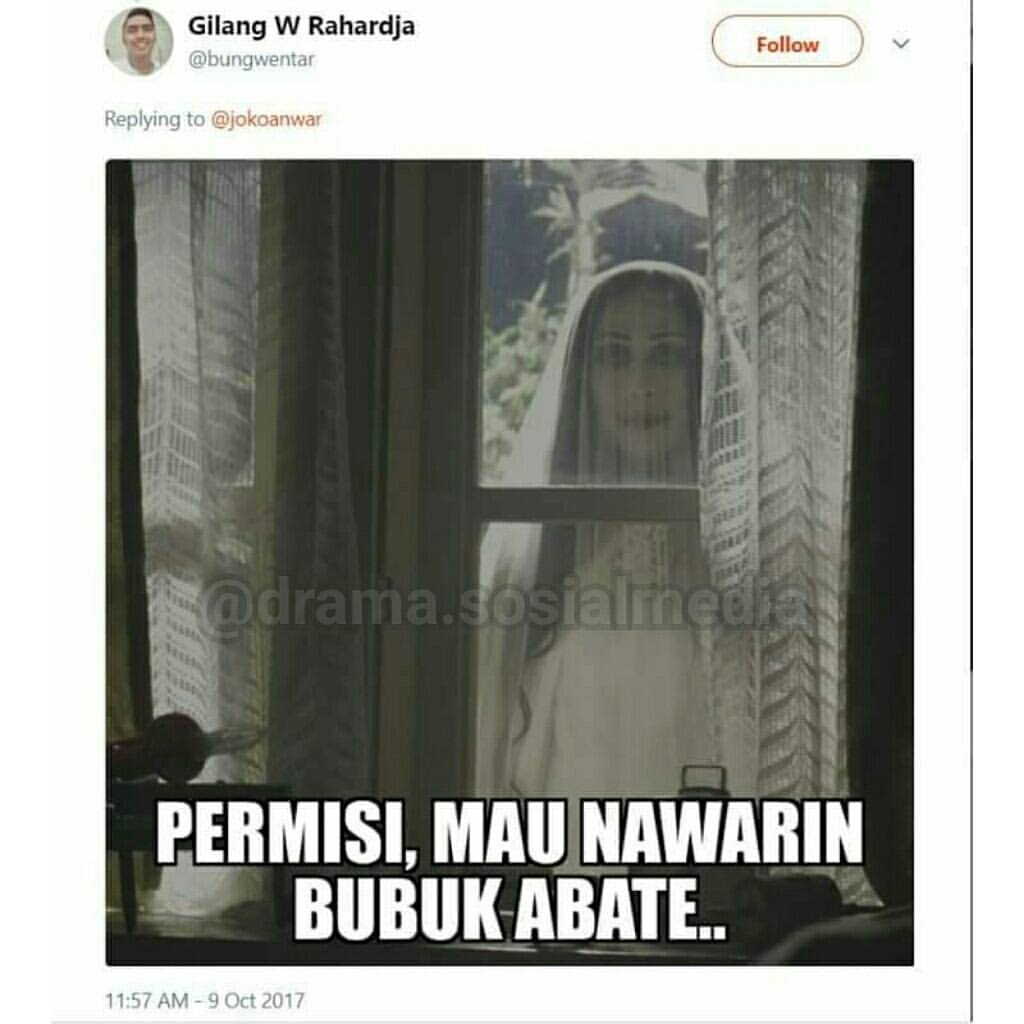 Gilang W Rahardja
@bungwentar
Follow
Replying to @jokoanwar
@drama.sosialmedia
PERMISI, MAU NAWARIN
BUBUK ABATE..
11:57 AM - 9 Oct 2017